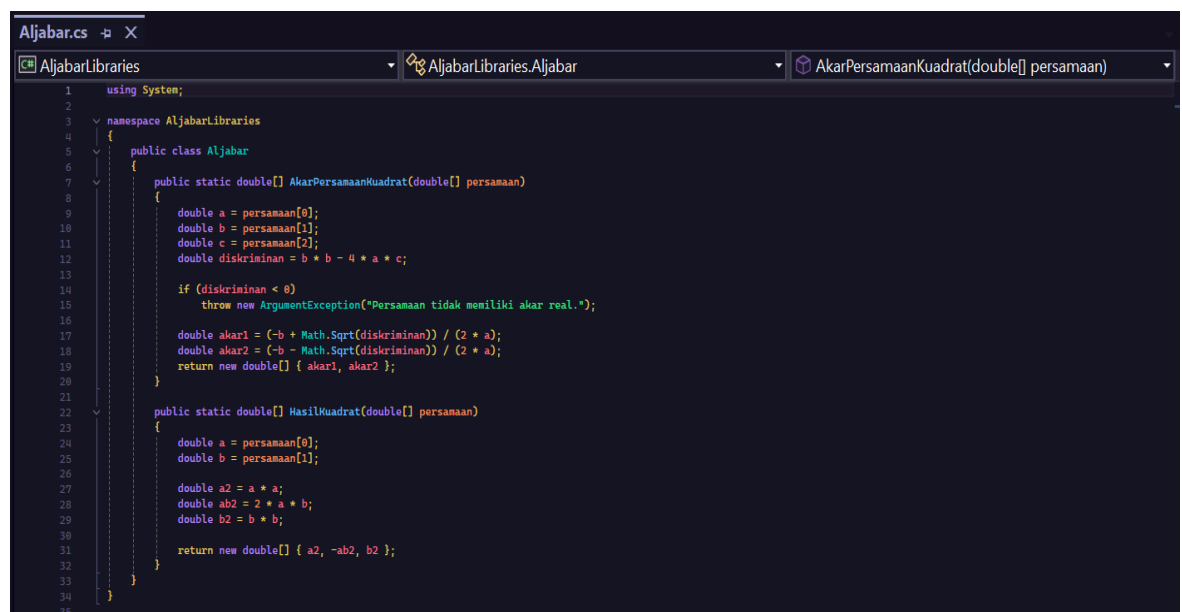 Aljabar.cs
AljabarLibraries AljabarLibraries.Aljabar AkarPersamaanKuadrat(double[] persamaan)
1 using System;
2
3 namespace AljabarLibraries
4 {
5 public class Aljabar
6 {
7 public static double[] AkarPersamaanKuadrat(double[] persamaan)
8 {
9 double a = persamaan[0];
10 double b = persamaan[1];
11 double c = persamaan[2];
12 double diskriminan = b * b - 4 * a * c;
13
14 if (diskriminan < 0)
15 throw new ArgumentException("Persamaan tidak memiliki akar real.");
16
17 double akar1 = (-b + Math.Sqrt(diskriminan)) / (2 * a);
18 double akar2 = (-b - Math.Sqrt(diskriminan)) / (2 * a);
19 return new double[] { akar1, akar2 };
20 }
21
22 public static double[] HasilKuadrat(double[] persamaan)
23 {
24 double a = persamaan[0];
25 double b = persamaan[1];
26
27 double a2 = a * a;
28 double ab2 = 2 * a * b;
29 double b2 = b * b;
30
31 return new double[] { a2, -ab2, b2 };
32 }
33 }
34 }
35